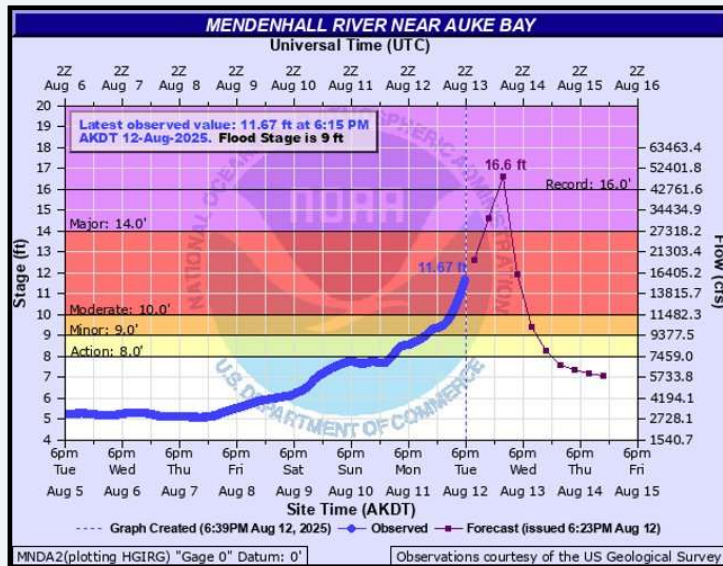 MENDENHALL RIVER NEAR AUKE BAY
Universal Time (UTC)
2Z 2Z 2Z 2Z 2Z 2Z 2Z 2Z 2Z 2Z 2Z
Aug 6 Aug 7 Aug 8 Aug 9 Aug 10 Aug 11 Aug 12 Aug 13 Aug 14 Aug 15 Aug 16
Latest observed value: 11.67 ft at 6:15 PM
AKDT 12-Aug-2025. Flood Stage is 9 ft
Stage (ft)
20
19
18
17
16
15
14
13
12
11
10
9
8
7
6
5
4
16.6 ft
Record: 16.0'
Major: 14.0'
11.67 ft
Moderate: 10.0'
Minor: 9.0'
Action: 8.0'
NOAA
U.S. DEPARTMENT OF COMMERCE
Flow (cfs)
63463.4
52401.8
42761.6
34434.9
27318.2
21303.4
16405.2
13815.7
11482.3
9377.5
7459.0
5733.8
4194.1
2728.1
1540.7
6pm 6pm 6pm 6pm 6pm 6pm 6pm 6pm 6pm 6pm 6pm
Tue Wed Thu Fri Sat Sun Mon Tue Wed Thu Fri
Aug 5 Aug 6 Aug 7 Aug 8 Aug 9 Aug 10 Aug 11 Aug 12 Aug 13 Aug 14 Aug 15
Site Time (AKDT)
Graph Created (6:39PM Aug 12, 2025) Observed Forecast (issued 6:23PM Aug 12)
MNDA2(plotting HGIRG) "Gage 0" Datum: 0'
Observations courtesy of the US Geological Survey